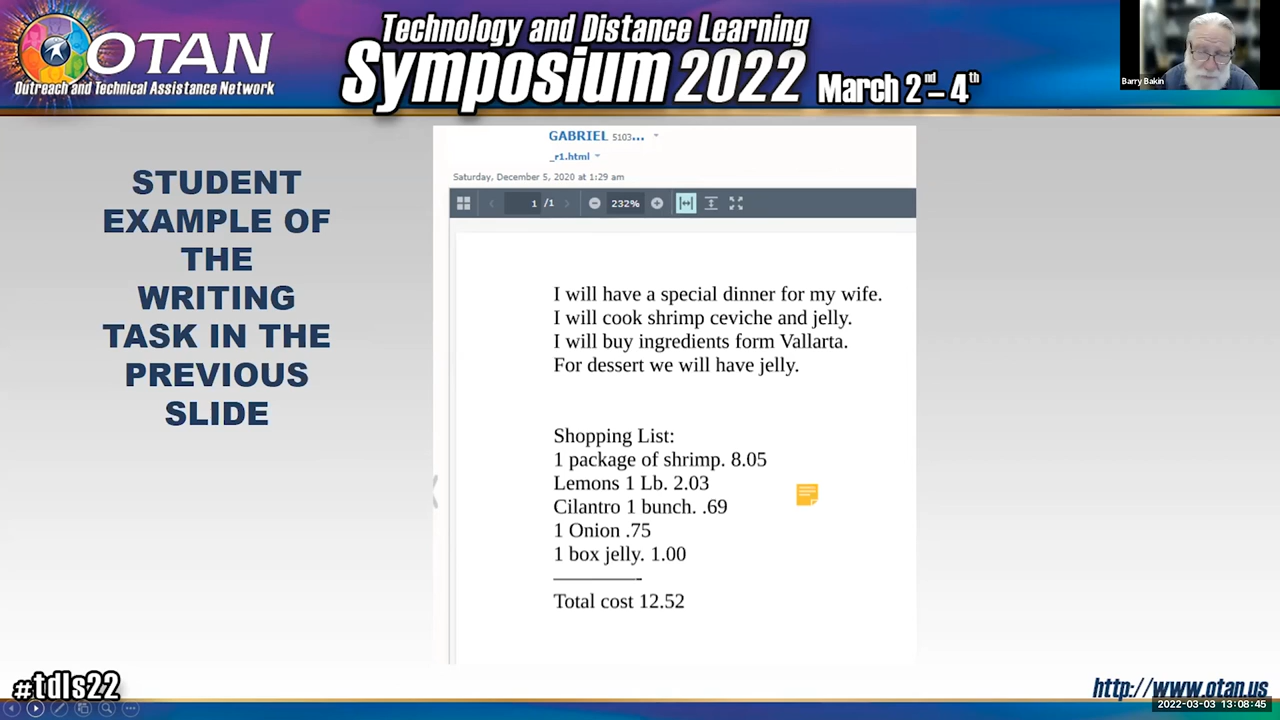 OTAN
Outreach and Technical Assistance Network
Technology and Distance Learning
Symposium 2022 March 2nd – 4th
Barry Bakin
STUDENT
EXAMPLE OF
THE
WRITING
TASK IN THE
PREVIOUS
SLIDE
GABRIEL 5103...
_r1.html
Saturday, December 5, 2020 at 1:29 am
1 /1 232%
I will have a special dinner for my wife.
I will cook shrimp ceviche and jelly.
I will buy ingredients form Vallarta.
For dessert we will have jelly.
Shopping List:
1 package of shrimp. 8.05
Lemons 1 Lb. 2.03
Cilantro 1 bunch. .69
1 Onion .75
1 box jelly. 1.00
Total cost 12.52
#tdls22
http://www.otan.us
2022-03-03 13:08:45